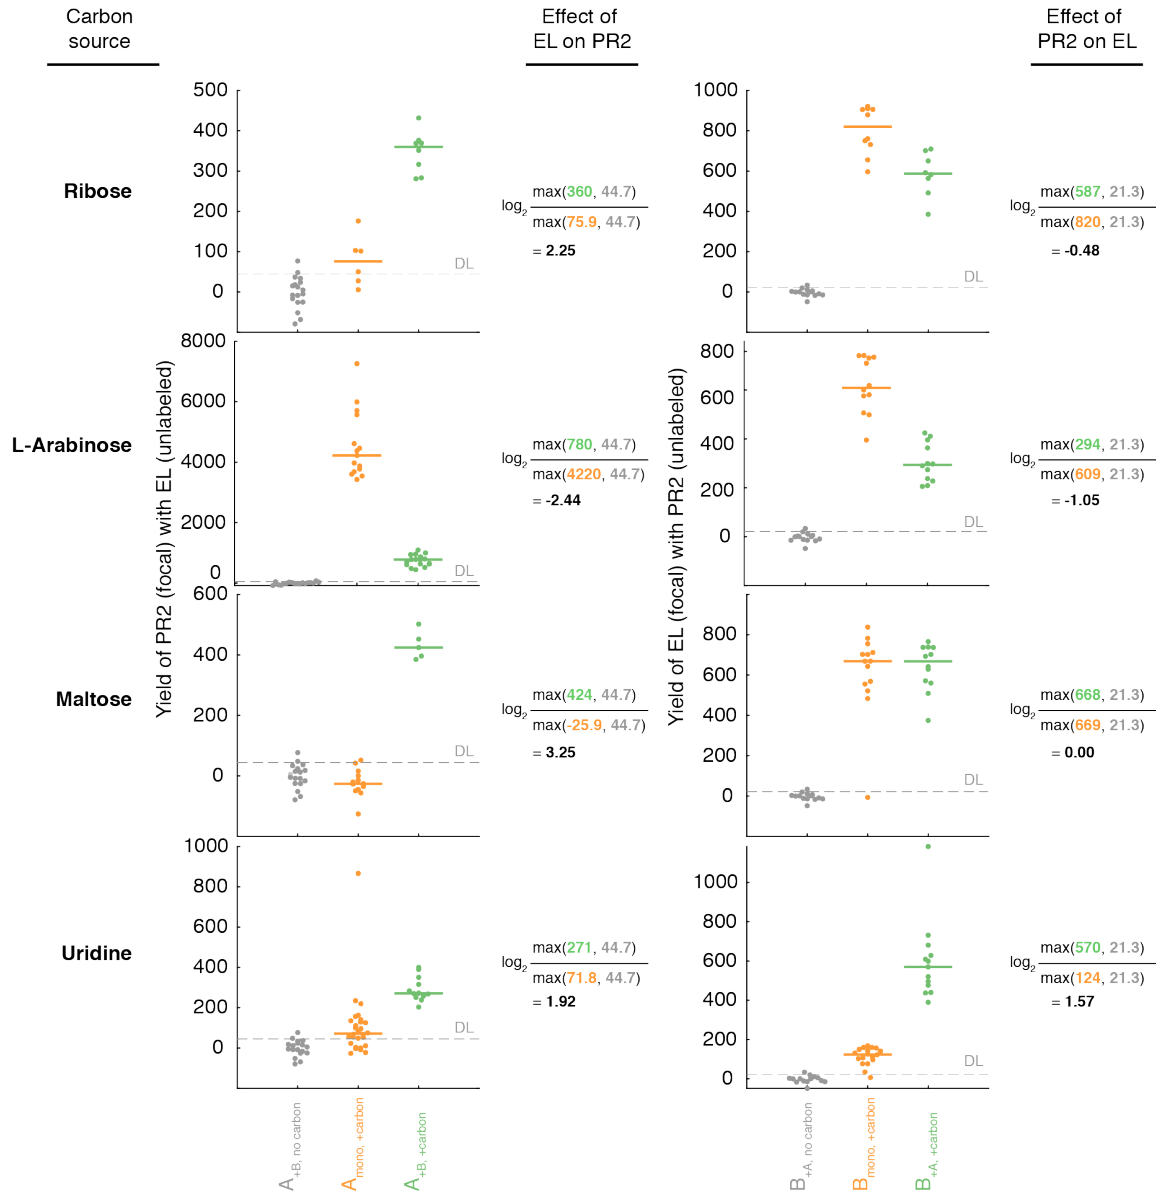 Carbon
source
Effect of
EL on PR2
Effect of
PR2 on EL
Yield of PR2 (focal) with EL (unlabeled)
Yield of EL (focal) with PR2 (unlabeled)
Ribose
500
400
300
200
100
0
DL
max(360, 44.7)
log2
max(75.9, 44.7)
= 2.25
1000
800
600
400
200
0
DL
max(587, 21.3)
log2
max(820, 21.3)
= -0.48
L-Arabinose
8000
6000
4000
2000
0
DL
max(780, 44.7)
log2
max(4220, 44.7)
= -2.44
800
600
400
200
0
DL
max(294, 21.3)
log2
max(609, 21.3)
= -1.05
Maltose
600
400
200
0
DL
max(424, 44.7)
log2
max(-25.9, 44.7)
= 3.25
800
600
400
200
0
DL
max(668, 21.3)
log2
max(669, 21.3)
= 0.00
Uridine
1000
800
600
400
200
0
DL
max(271, 44.7)
log2
max(71.8, 44.7)
= 1.92
1000
800
600
400
200
0
DL
max(570, 21.3)
log2
max(124, 21.3)
= 1.57
A+B, no carbon
Amono, +carbon
A+B, +carbon
B+A, no carbon
Bmono, +carbon
B+A, +carbon